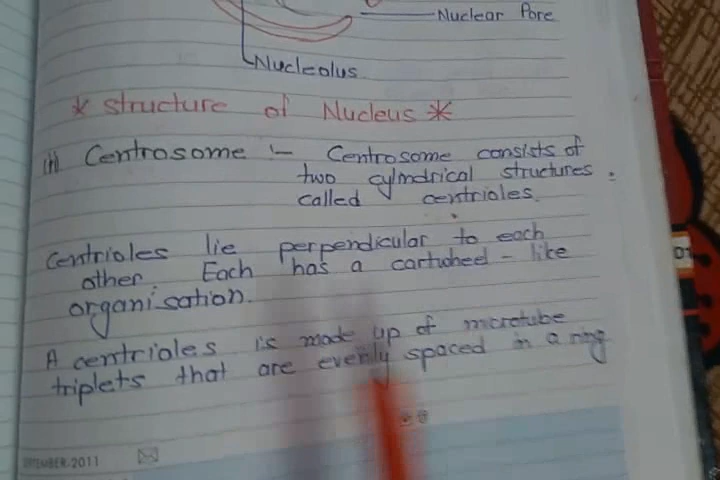 Nuclear Pore
Nucleolus
* Structure of Nucleus *
iii) Centrosome :- Centrosome consists of
two cylindrical structures
called centrioles.
Centrioles lie perpendicular to each
other Each has a cartwheel - like
organisation.
A centrioles is made up of microtube
triplets that are evenly spaced in a ring
SEPTEMBER.2011